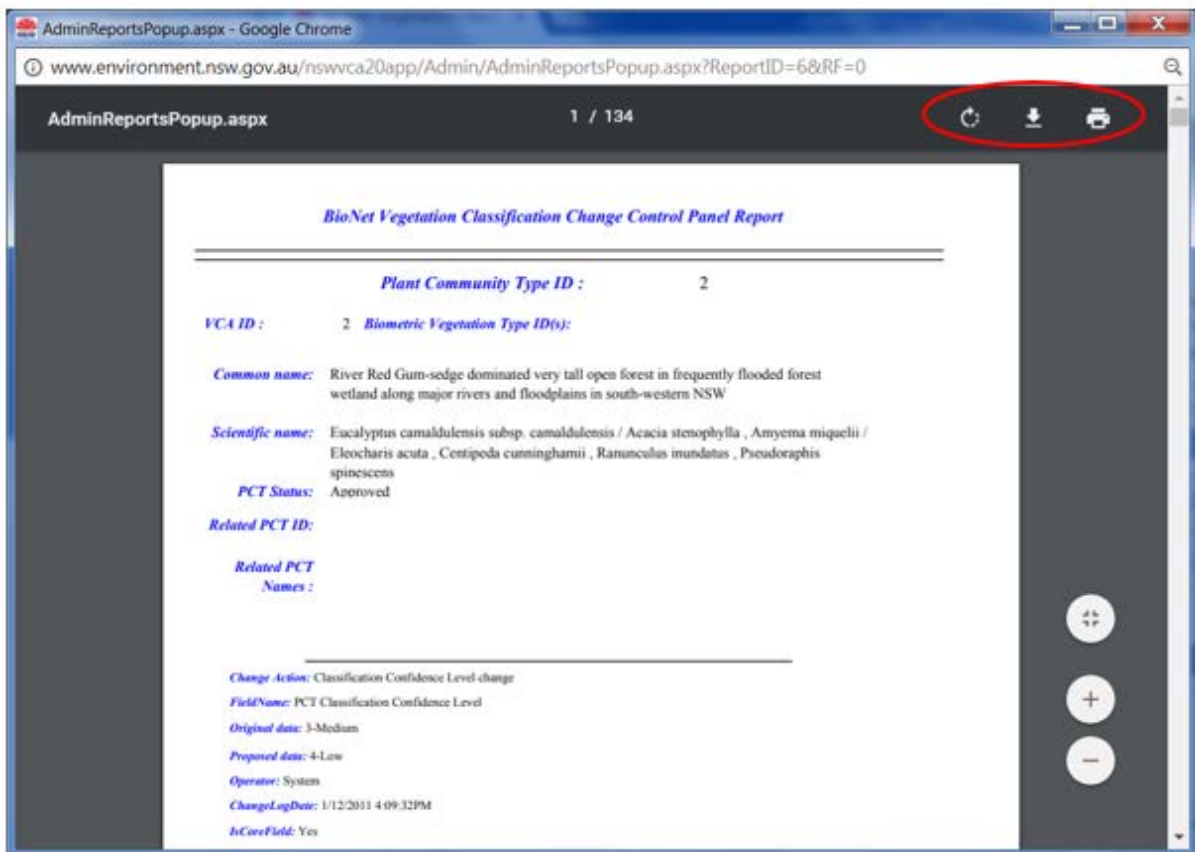 AdminReportsPopup.aspx - Google Chrome
www.environment.nsw.gov.au/nswvca20app/Admin/AdminReportsPopup.aspx?ReportID=6&RF=0
AdminReportsPopup.aspx 1 / 134
BioNet Vegetation Classification Change Control Panel Report
Plant Community Type ID : 2
VCA ID : 2 Biometric Vegetation Type ID(s):
Common name: River Red Gum-sedge dominated very tall open forest in frequently flooded forest
wetland along major rivers and floodplains in south-western NSW
Scientific name: Eucalyptus camaldulensis subsp. camaldulensis / Acacia stenophylla , Amyema miquelii /
Eleocharis acuta , Centipeda cunninghamii , Ranunculus inundatus , Pseudoraphis
spinescens
PCT Status: Approved
Related PCT ID:
Related PCT
Names :
Change Action: Classification Confidence Level change
FieldName: PCT Classification Confidence Level
Original data: 3-Medium
Proposed data: 4-Low
Operator: System
ChangeLogDate: 1/12/2011 4:09:32PM
IsCoreField: Yes